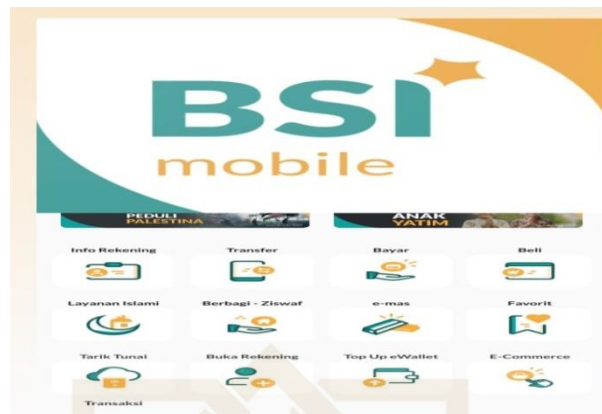 BSI
mobile
PEDULI
PALESTINA
ANAK
YATIM
Info Rekening Transfer Bayar Beli
Layanan Islami Berbagi - Ziswaf e-mas Favorit
Tarik Tunai Buka Rekening Top Up eWallet E-Commerce
Transaksi